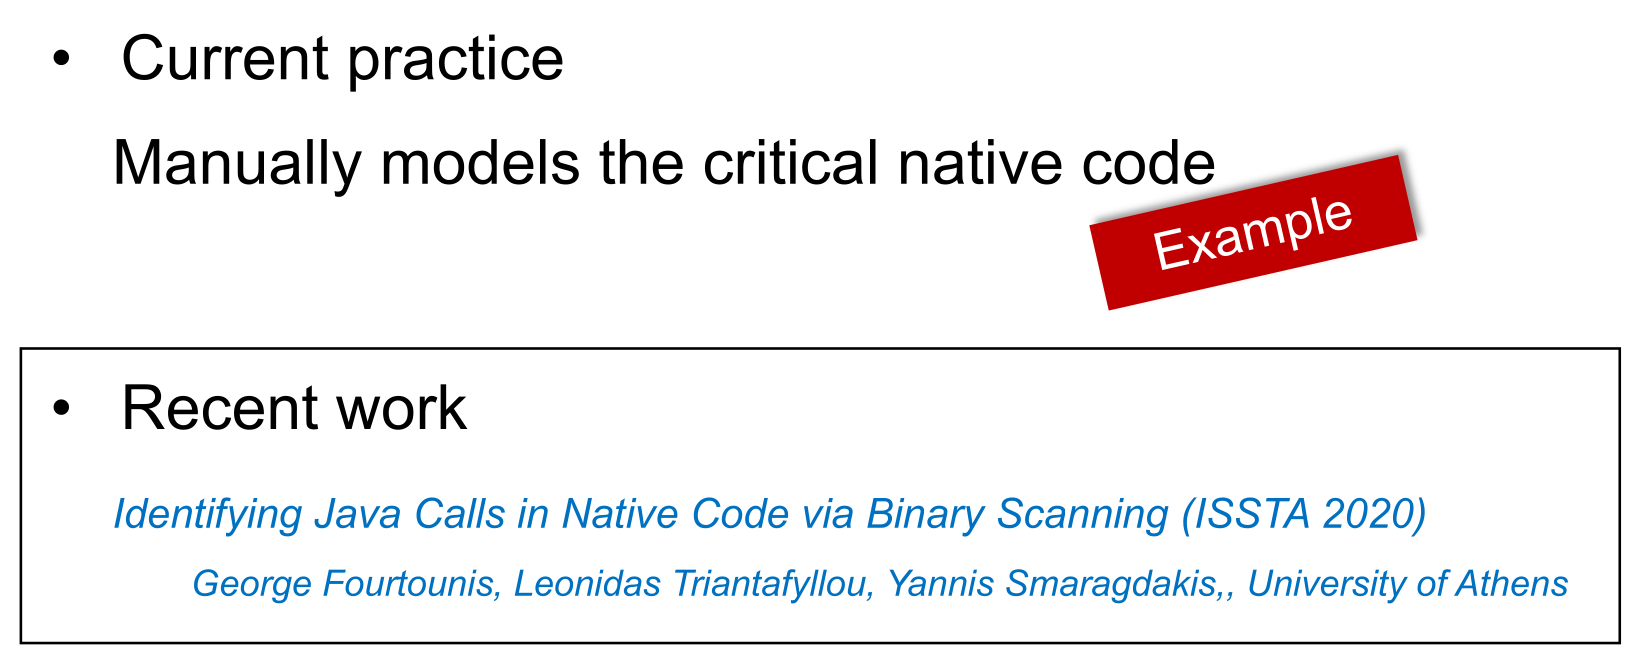 • Current practice
Manually models the critical native code
Example
• Recent work
Identifying Java Calls in Native Code via Binary Scanning (ISSTA 2020)
George Fourtounis, Leonidas Triantafyllou, Yannis Smaragdakis,, University of Athens